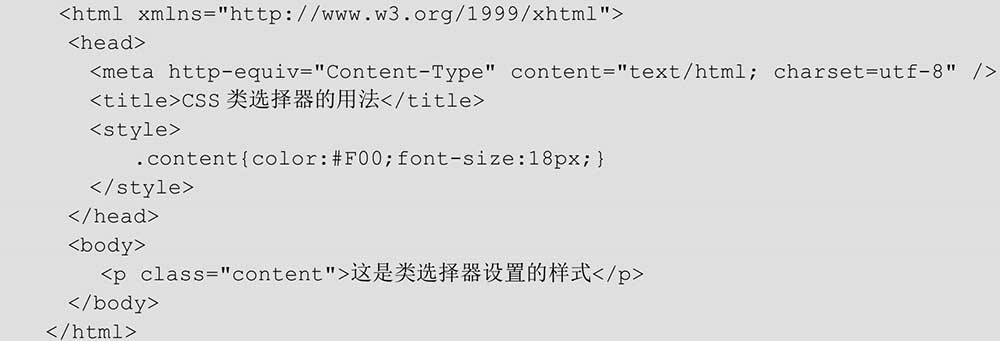 <html xmlns="http://www.w3.org/1999/xhtml">
<head>
<meta http-equiv="Content-Type" content="text/html; charset=utf-8" />
<title>CSS 类选择器的用法</title>
<style>
.content{color:#F00;font-size:18px;}
</style>
</head>
<body>
<p class="content">这是类选择器设置的样式</p>
</body>
</html>